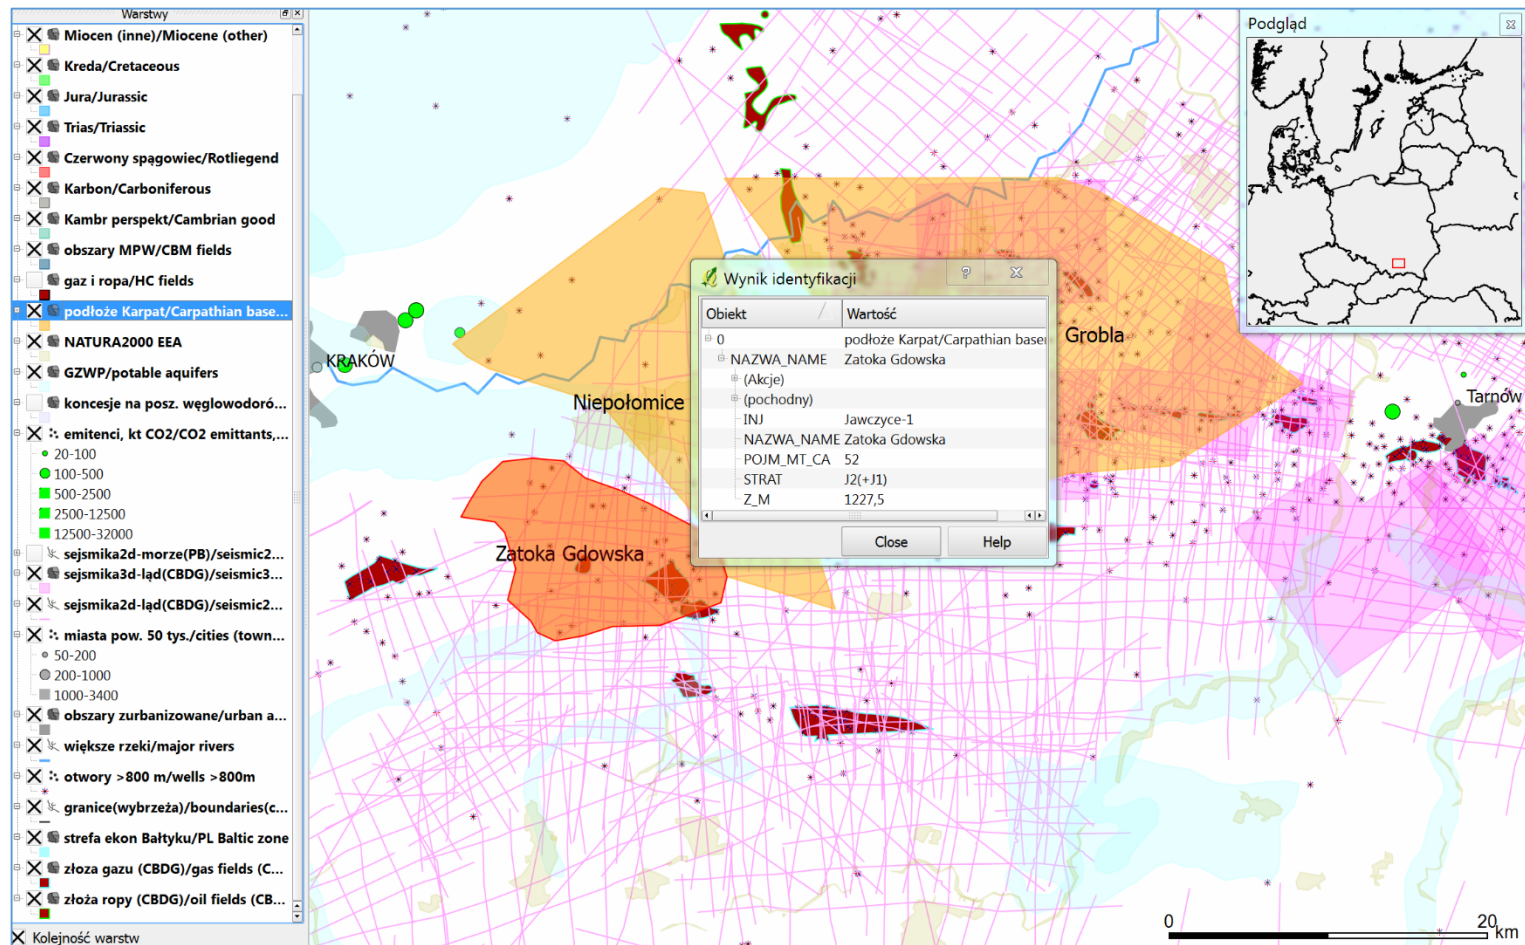 Warstwy
Miocen (inne)/Miocene (other)
Kreda/Cretaceous
Jura/Jurassic
Trias/Triassic
Czerwony spągowiec/Rotliegend
Karbon/Carboniferous
Kambr perspekt/Cambrian good
obszary MPW/CBM fields
gaz i ropa/HC fields
podłoże Karpat/Carpathian base...
NATURA2000 EEA
GZWP/potable aquifers
koncesje na posz. węglowodoró...
emitenci, kt CO2/CO2 emittants,...
20-100
100-500
500-2500
2500-12500
12500-32000
sejsmika2d-morze(PB)/seismic2...
sejsmika3d-ląd(CBDG)/seismic3...
sejsmika2d-ląd(CBDG)/seismic2...
miasta pow. 50 tys./cities (town...
50-200
200-1000
1000-3400
obszary zurbanizowane/urban a...
większe rzeki/major rivers
otwory >800 m/wells >800m
granice(wybrzeża)/boundaries(c...
strefa ekon Bałtyku/PL Baltic zone
złoza gazu (CBDG)/gas fields (C...
złoża ropy (CBDG)/oil fields (CB...
Kolejność warstw
KRAKÓW
Niepołomice
Zatoka Gdowska
Grobla
Tarnów
Wynik identyfikacji
Obiekt Wartość
0 podłoże Karpat/Carpathian baser
NAZWA_NAME Zatoka Gdowska
(Akcje)
(pochodny)
INJ Jawczyce-1
NAZWA_NAME Zatoka Gdowska
POJM_MT_CA 52
STRAT J2(+J1)
Z_M 1227,5
Close Help
Podgląd
0 20
km